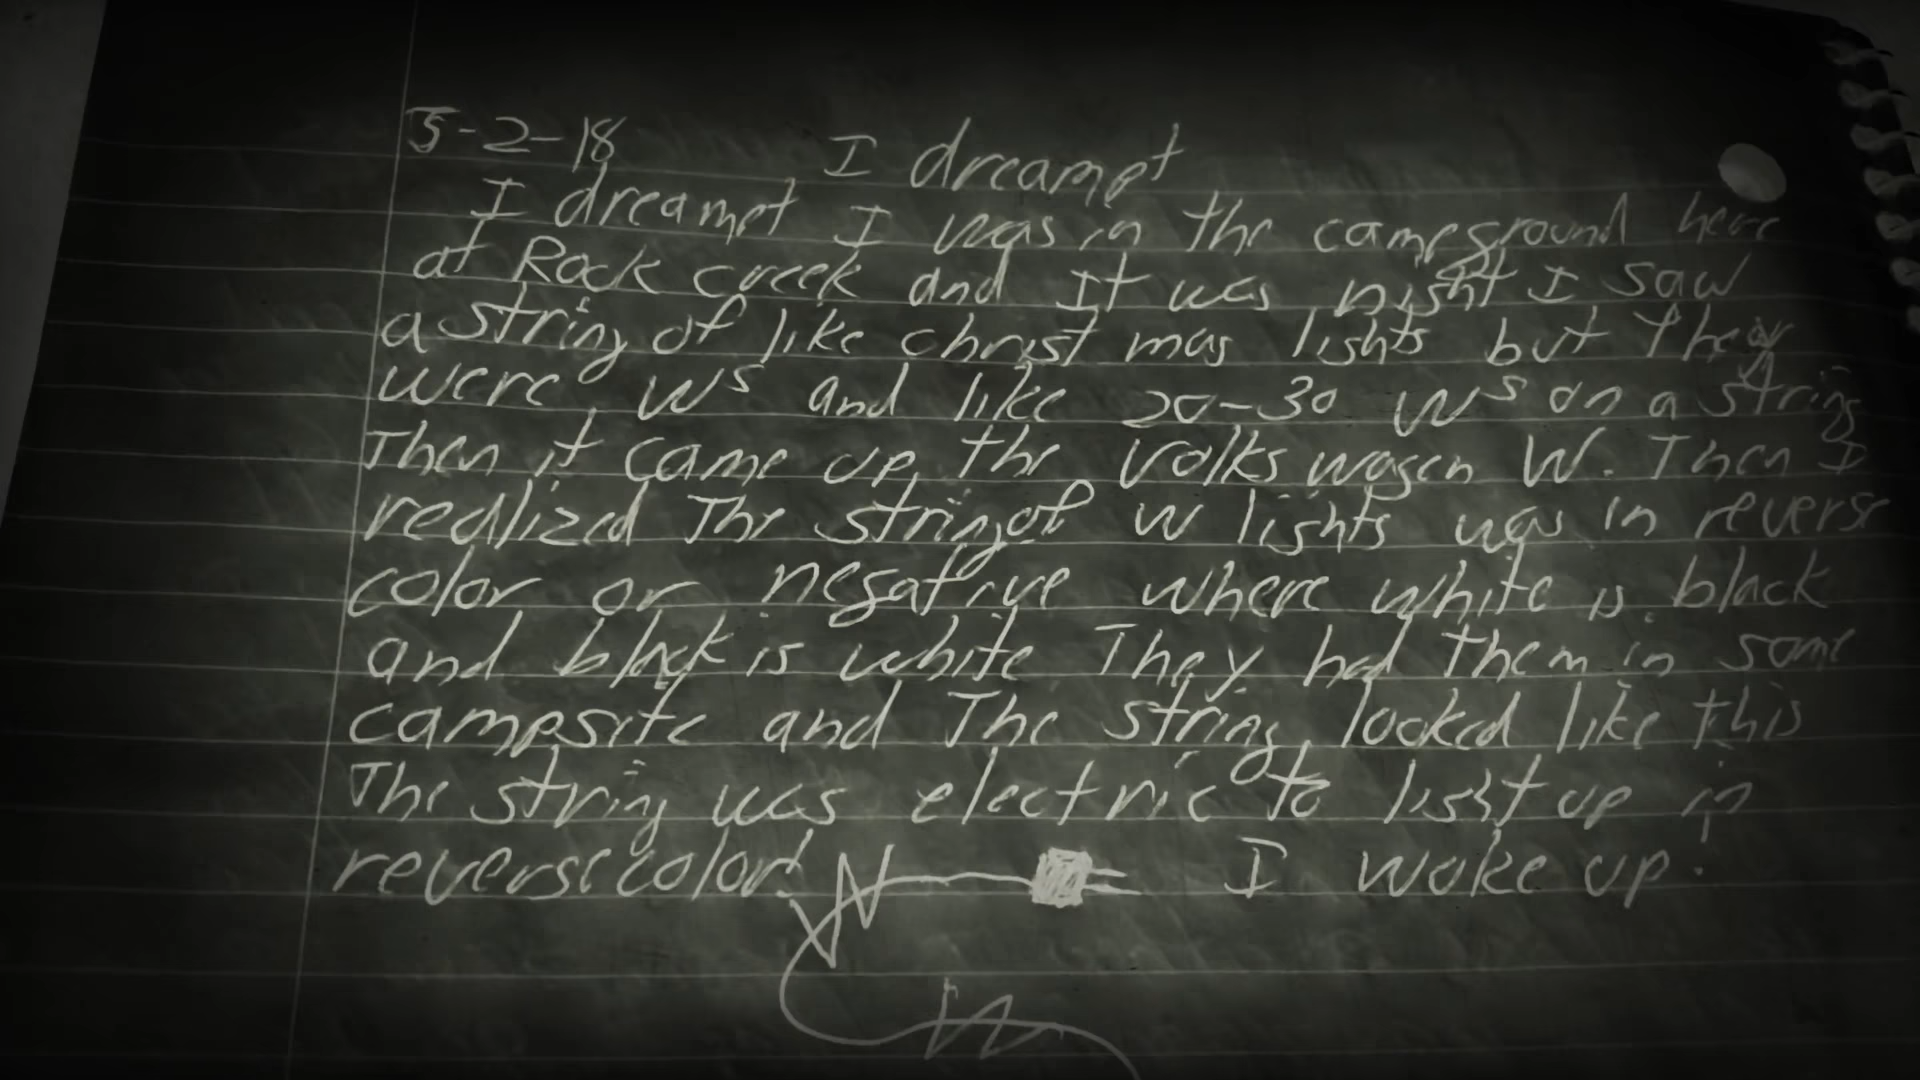 5-2-18 I dreampt
I dreampt I was in the campground here
at Rock creek and It was night I saw
a string of like christ mas lights but they
were Ws and like 20-30 Ws on a string
Then it came up the Volks wagen W. Then I
realized The string of W lights was in reverse
color or negative where white is black
and black is white They had them in some
campsite and The string looked like this
The string was electric to light up in
reverse color! I woke up.